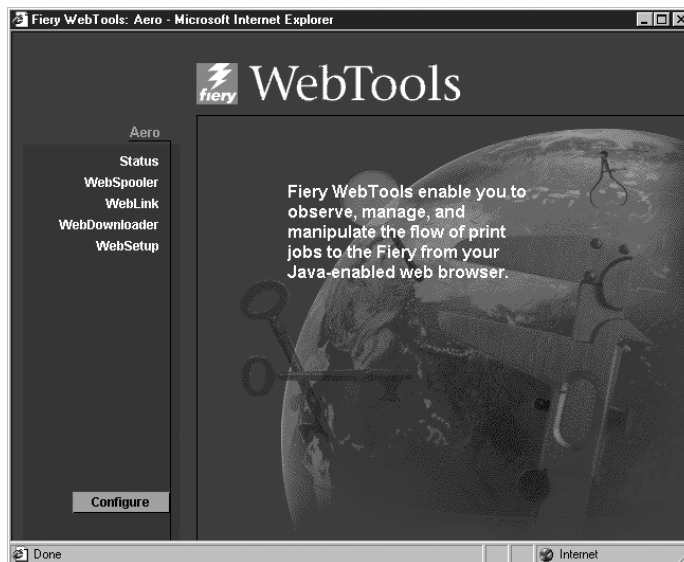 Fiery WebTools: Aero - Microsoft Internet Explorer
fiery WebTools
Aero
Status
WebSpooler
WebLink
WebDownloader
WebSetup
Fiery WebTools enable you to
observe, manage, and
manipulate the flow of print
jobs to the Fiery from your
Java-enabled web browser.
Configure
Done
Internet